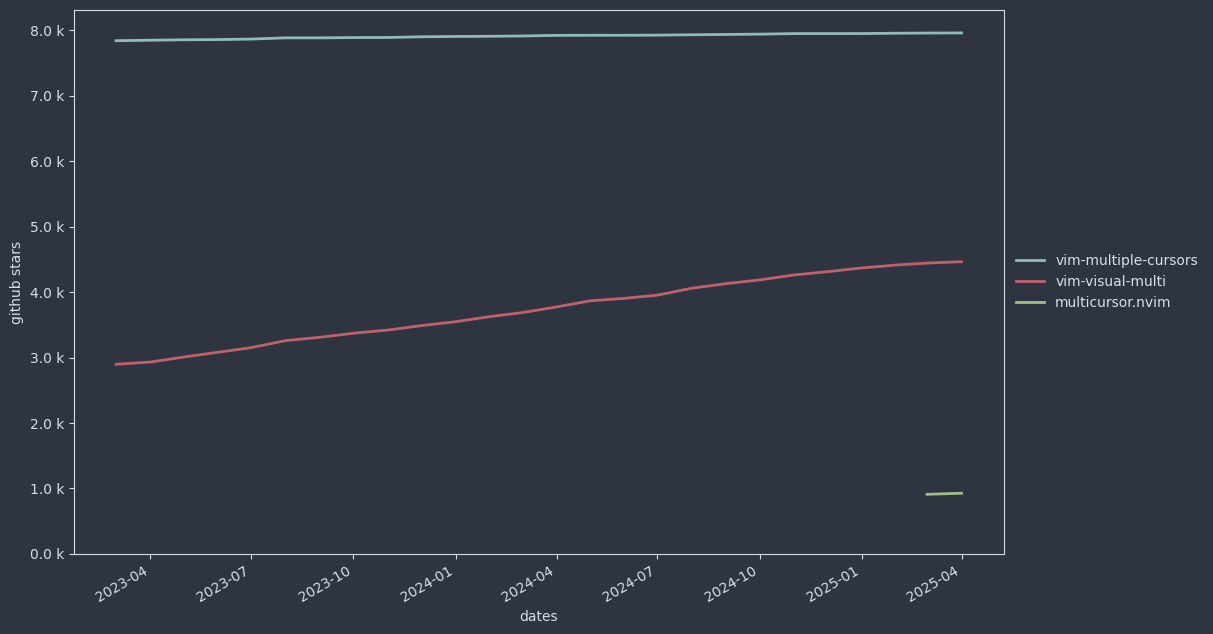 8.0 k
7.0 k
6.0 k
5.0 k
4.0 k
3.0 k
2.0 k
1.0 k
0.0 k
github stars
2023-04
2023-07
2023-10
2024-01
2024-04
2024-07
2024-10
2025-01
2025-04
dates
vim-multiple-cursors
vim-visual-multi
multicursor.nvim